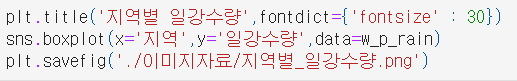 plt.title('지역별 일강수량',fontdict={'fontsize' : 30})
sns.boxplot(x='지역',y='일강수량',data=w_p_rain)
plt.savefig('./이미지자료/지역별_일강수량.png')